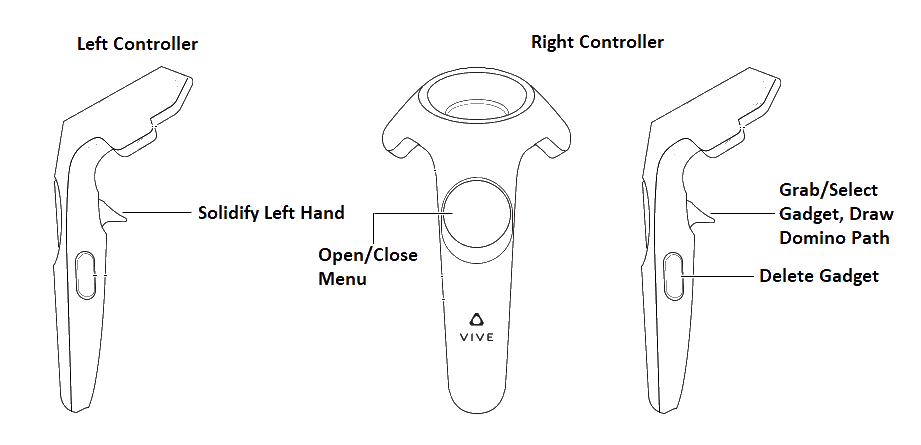 Left Controller
Right Controller
Solidify Left Hand
Open/Close
Menu
VIVE
Grab/Select
Gadget, Draw
Domino Path
Delete Gadget